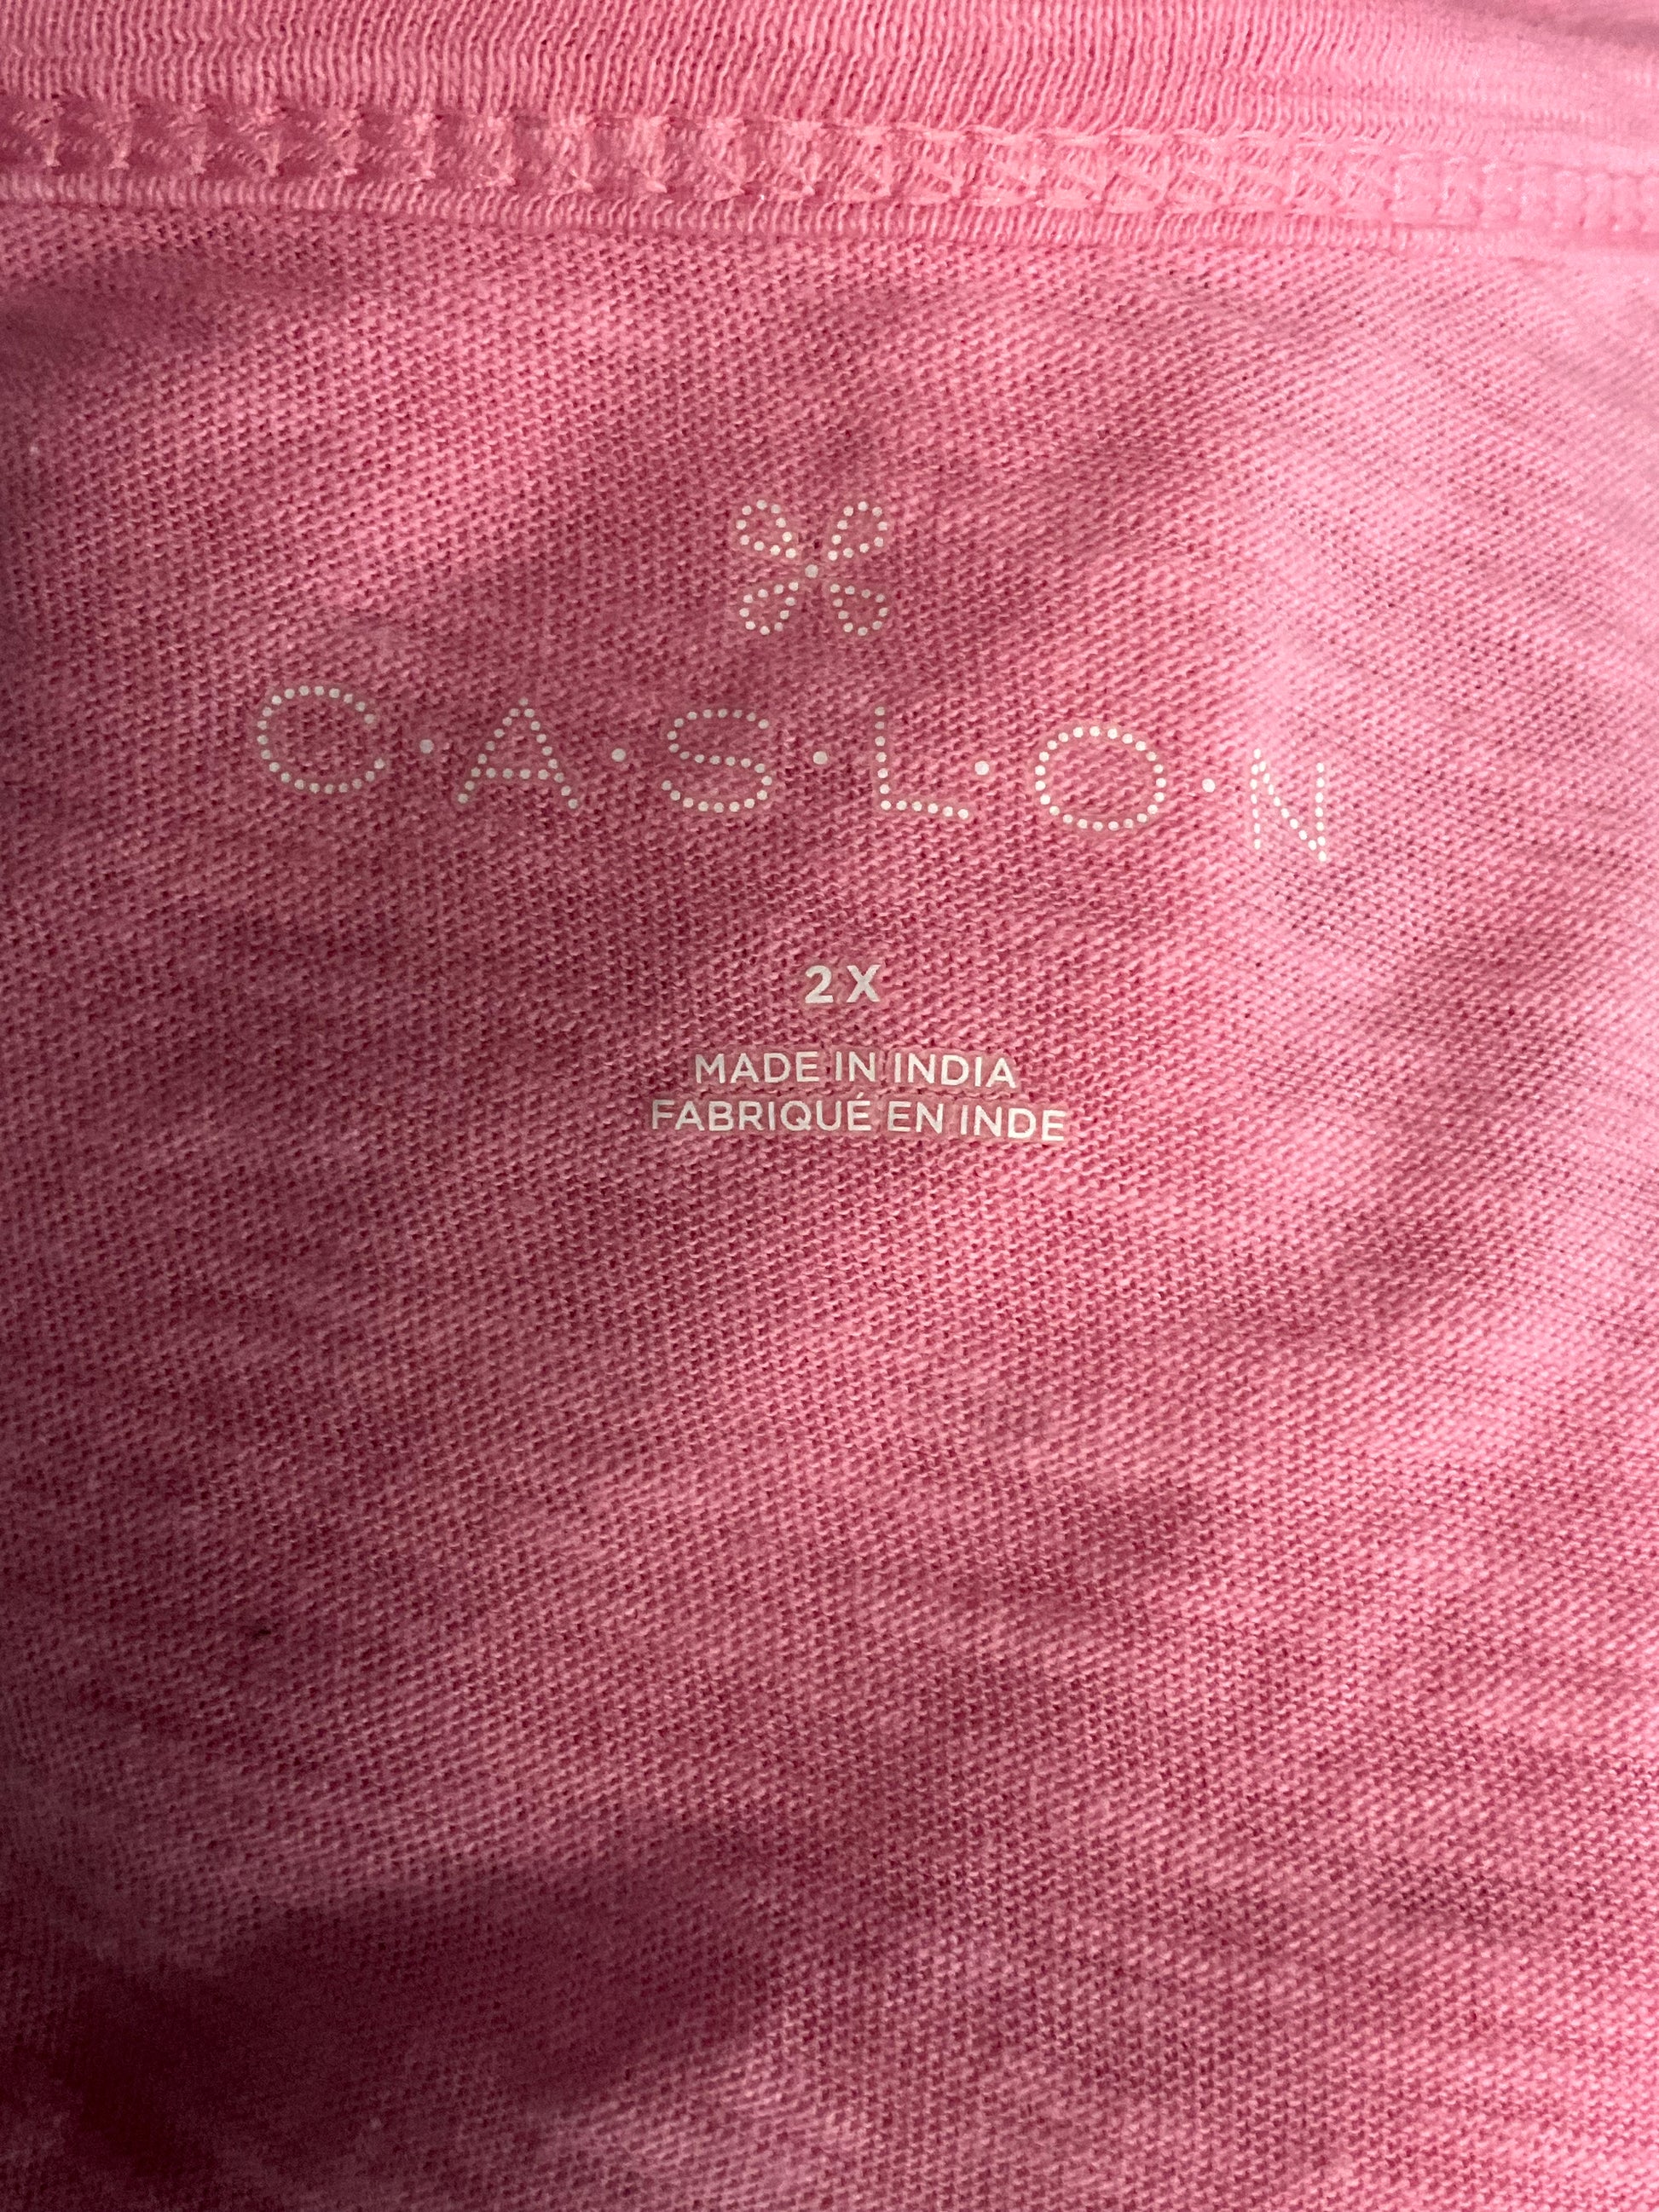 C·A·S·L·O·N
2X
MADE IN INDIA
FABRIQUÉ EN INDE